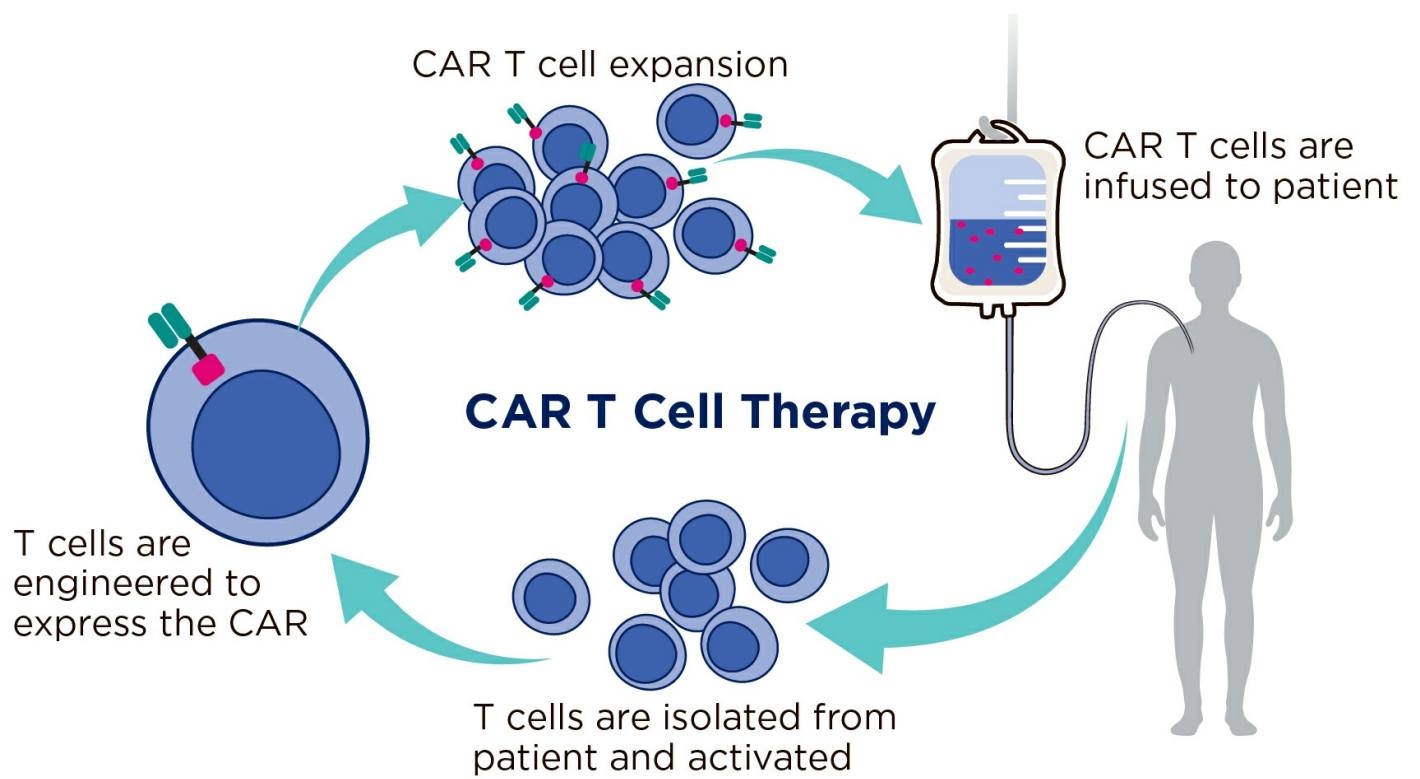 CAR T cell expansion
CAR T cells are
infused to patient
CAR T Cell Therapy
T cells are
engineered to
express the CAR
T cells are isolated from
patient and activated